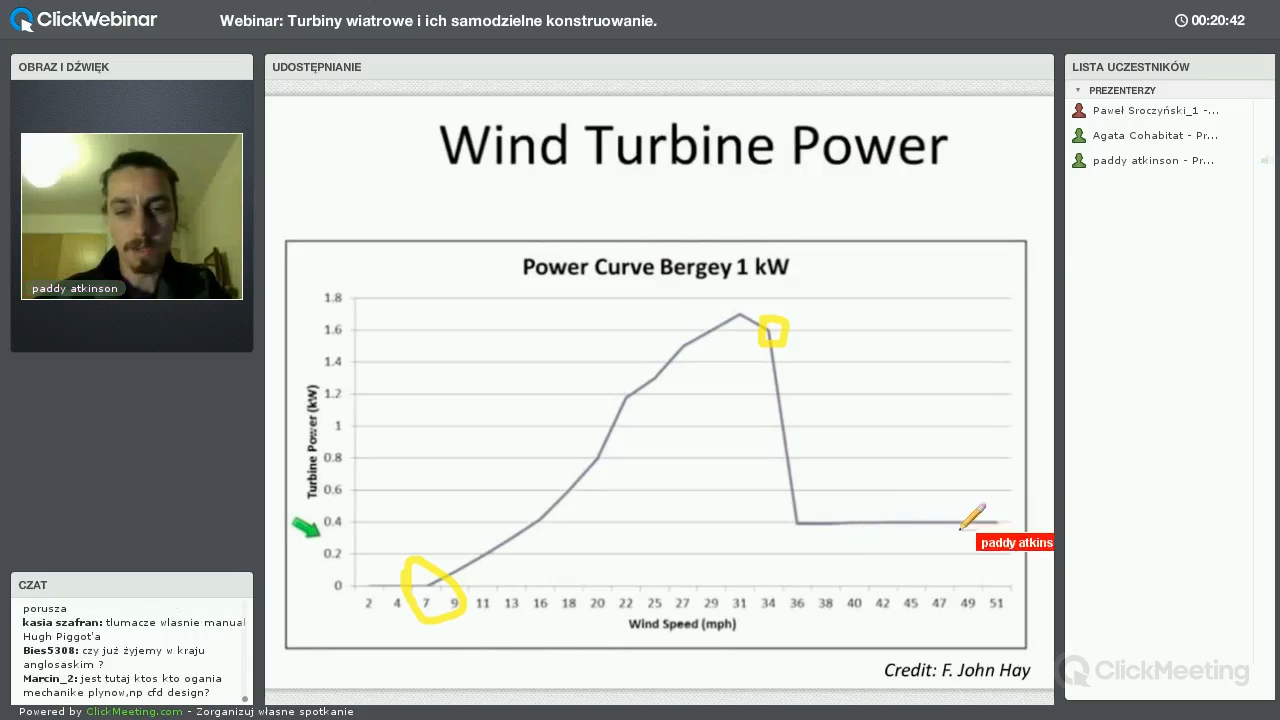 ClickWebinar
Webinar: Turbiny wiatrowe i ich samodzielne konstruowanie.
00:20:42
OBRAZ I DŹWIĘK
paddy atkinson
UDOSTĘPNIANIE
Wind Turbine Power
Power Curve Bergey 1 kW
Turbine Power (kW)
1.8
1.6
1.4
1.2
1
0.8
0.6
0.4
0.2
0
2 4 7 9 11 13 16 18 20 22 25 27 29 31 34 36 38 40 42 45 47 49 51
Wind Speed (mph)
paddy atkins
Credit: F. John Hay
LISTA UCZESTNIKÓW
PREZENTERZY
Paweł Sroczyński_1 -...
Agata Cohabitat - Pr...
paddy atkinson - Pr...
CZAT
porusza
kasia szafran: tlumacze wlasnie manual
Hugh Piggot'a
Bies5308: czy już żyjemy w kraju
anglosaskim ?
Marcin_2: jest tutaj ktos kto ogania
mechanike plynow,np cfd design?
ClickMeeting
Powered by ClickMeeting.com - Zorganizuj własne spotkanie